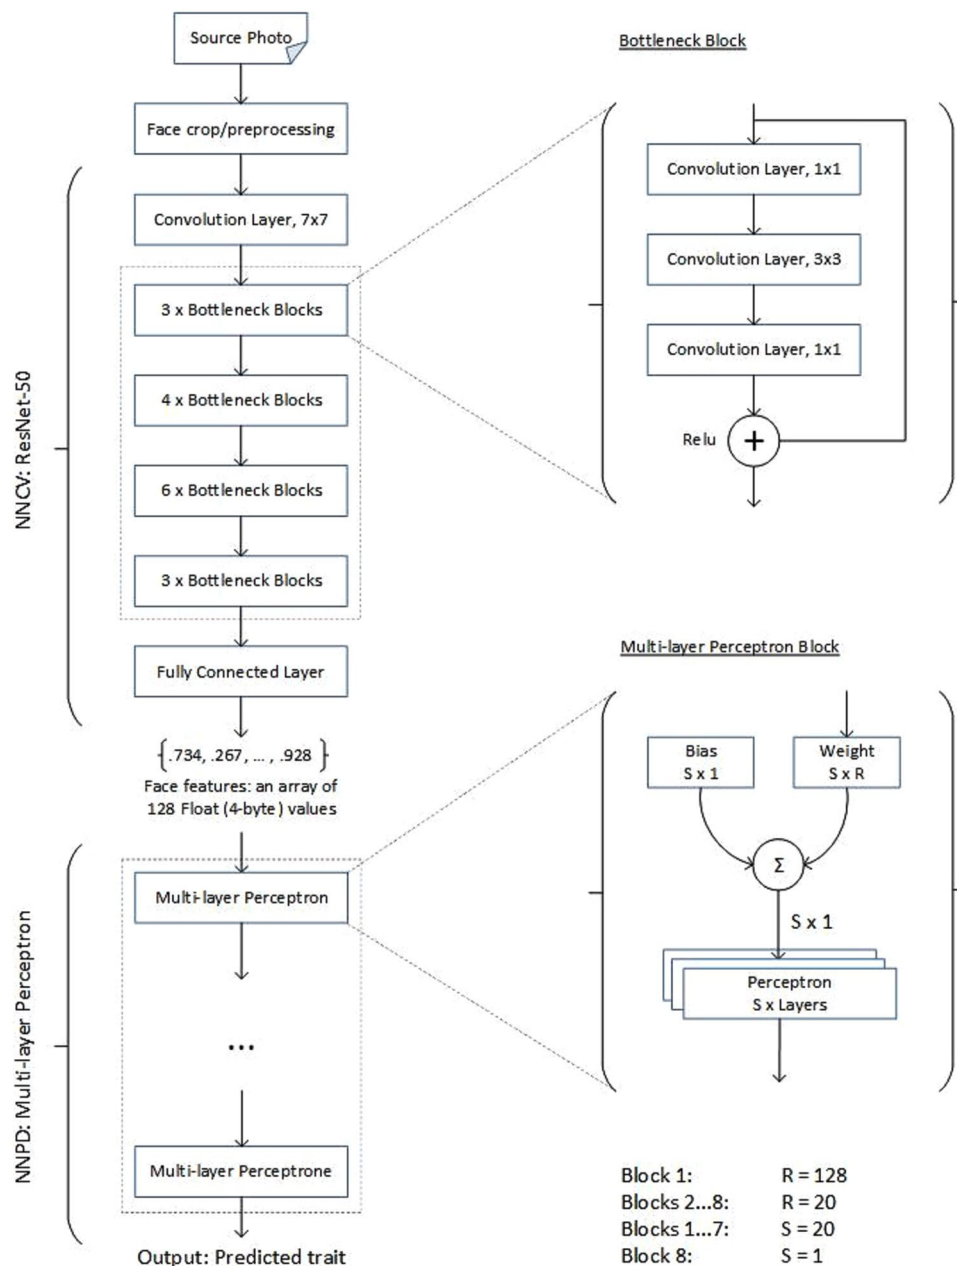 Source Photo
Face crop/preprocessing
NNCV: ResNet-50
Convolution Layer, 7x7
3 x Bottleneck Blocks
4 x Bottleneck Blocks
6 x Bottleneck Blocks
3 x Bottleneck Blocks
Fully Connected Layer
{.734, .267, ... , .928}
Face features: an array of
128 Float (4-byte) values
NNPD: Multi-layer Perceptron
Multi-layer Perceptron
...
Multi-layer Perceptrone
Output: Predicted trait
Bottleneck Block
Convolution Layer, 1x1
Convolution Layer, 3x3
Convolution Layer, 1x1
Relu
+
Multi-layer Perceptron Block
Bias
S x 1
Weight
S x R
Σ
S x 1
Perceptron
S x Layers
Block 1: R = 128
Blocks 2...8: R = 20
Blocks 1...7: S = 20
Block 8: S = 1